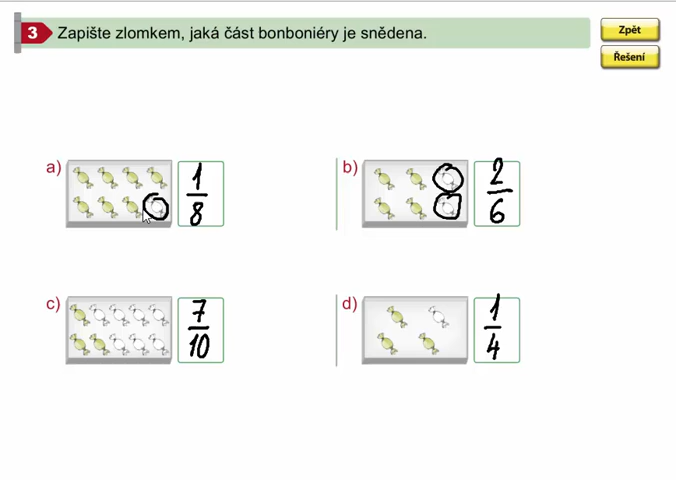 3 Zapište zlomkem, jaká část bonboniéry je snědena.
Zpět
Řešení
a) 1/8
b) 2/6
c) 7/10
d) 1/4